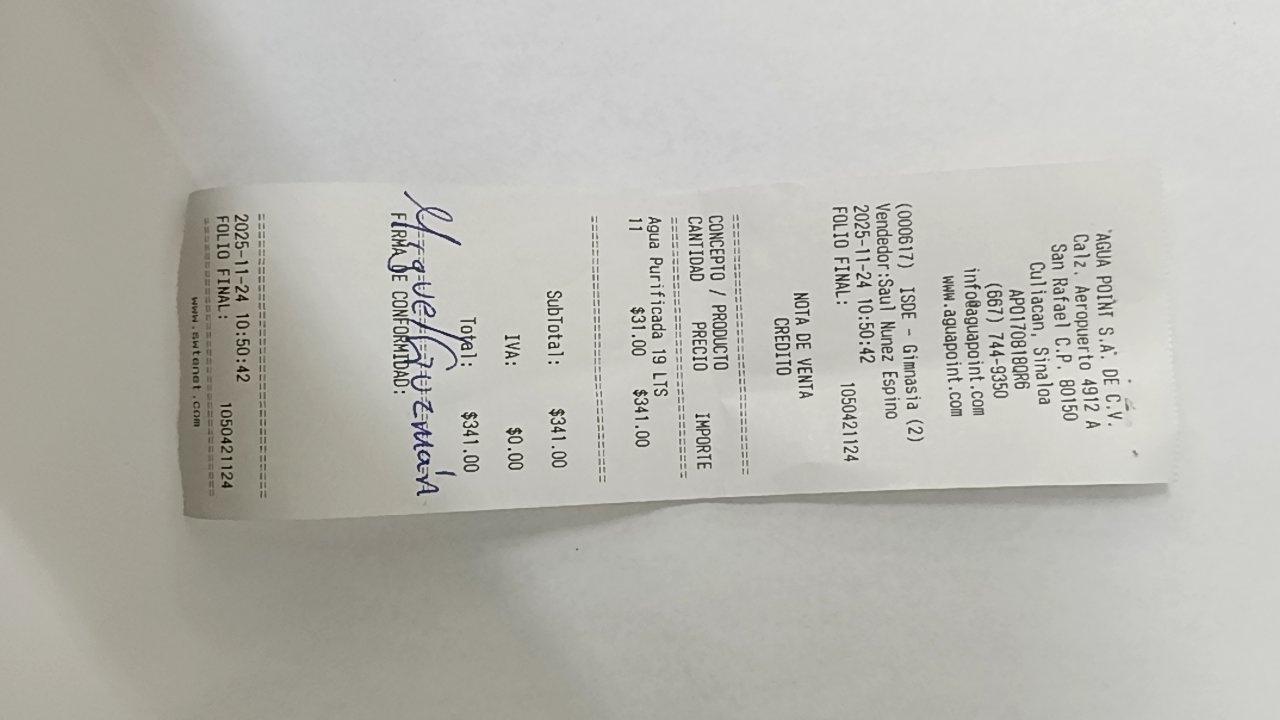 AGUA POINT S.A. DE C.V.
Calz. Aeropuerto 4912 A
San Rafael C.P. 80150
Culiacan, Sinaloa
APO170818QR6
(667) 744-9350
info@aguapoint.com
www.aguapoint.com
(000617) ISDE - Gimnasia (2)
Vendedor:Saul Nunez Espino
2025-11-24 10:50:42
FOLIO FINAL: 1050421124
NOTA DE VENTA
CREDITO
CONCEPTO / PRODUCTO
CANTIDAD PRECIO IMPORTE
Agua Purificada 19 LTS
11 $31.00 $341.00
SubTotal: $341.00
IVA: $0.00
Total: $341.00
Miguel Guzmán
FIRMA DE CONFORMIDAD:
2025-11-24 10:50:42
FOLIO FINAL: 1050421124
www.ewtenet.com